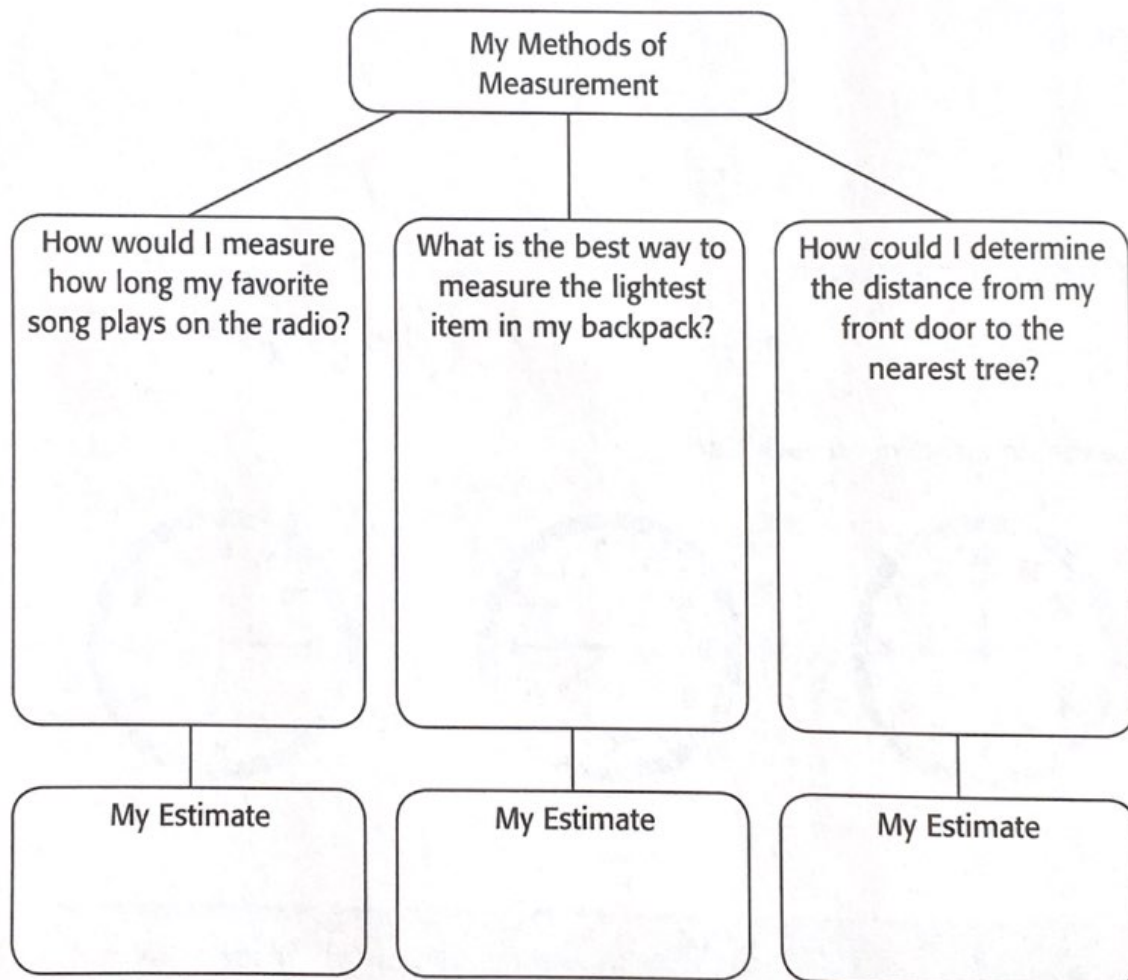 My Methods of
Measurement
How would I measure
how long my favorite
song plays on the radio?
What is the best way to
measure the lightest
item in my backpack?
How could I determine
the distance from my
front door to the
nearest tree?
My Estimate
My Estimate
My Estimate